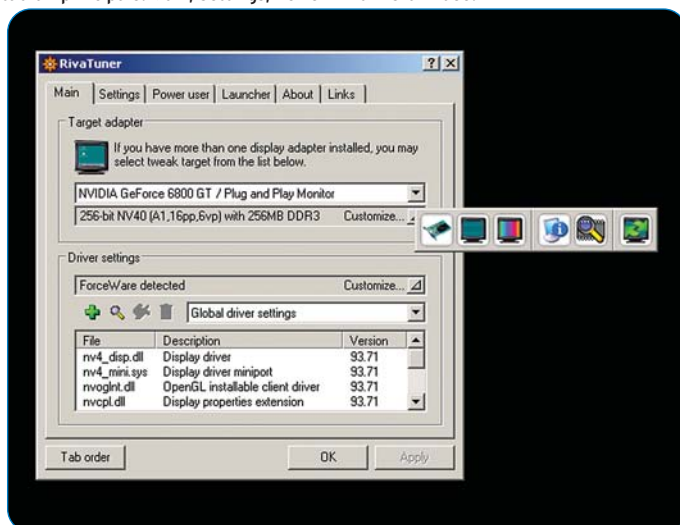 RivaTuner
Main Settings Power user Launcher About Links
Target adapter
If you have more than one display adapter installed, you may
select tweak target from the list below.
NVIDIA GeForce 6800 GT / Plug and Play Monitor
256-bit NV40 (A1,16pp,6vp) with 256MB DDR3 Customize...
Driver settings
ForceWare detected Customize...
Global driver settings
File Description Version
nv4_disp.dll Display driver 93.71
nv4_mini.sys Display driver miniport 93.71
nvoglnt.dll OpenGL installable client driver 93.71
nvcpl.dll Display properties extension 93.71
Tab order OK Apply